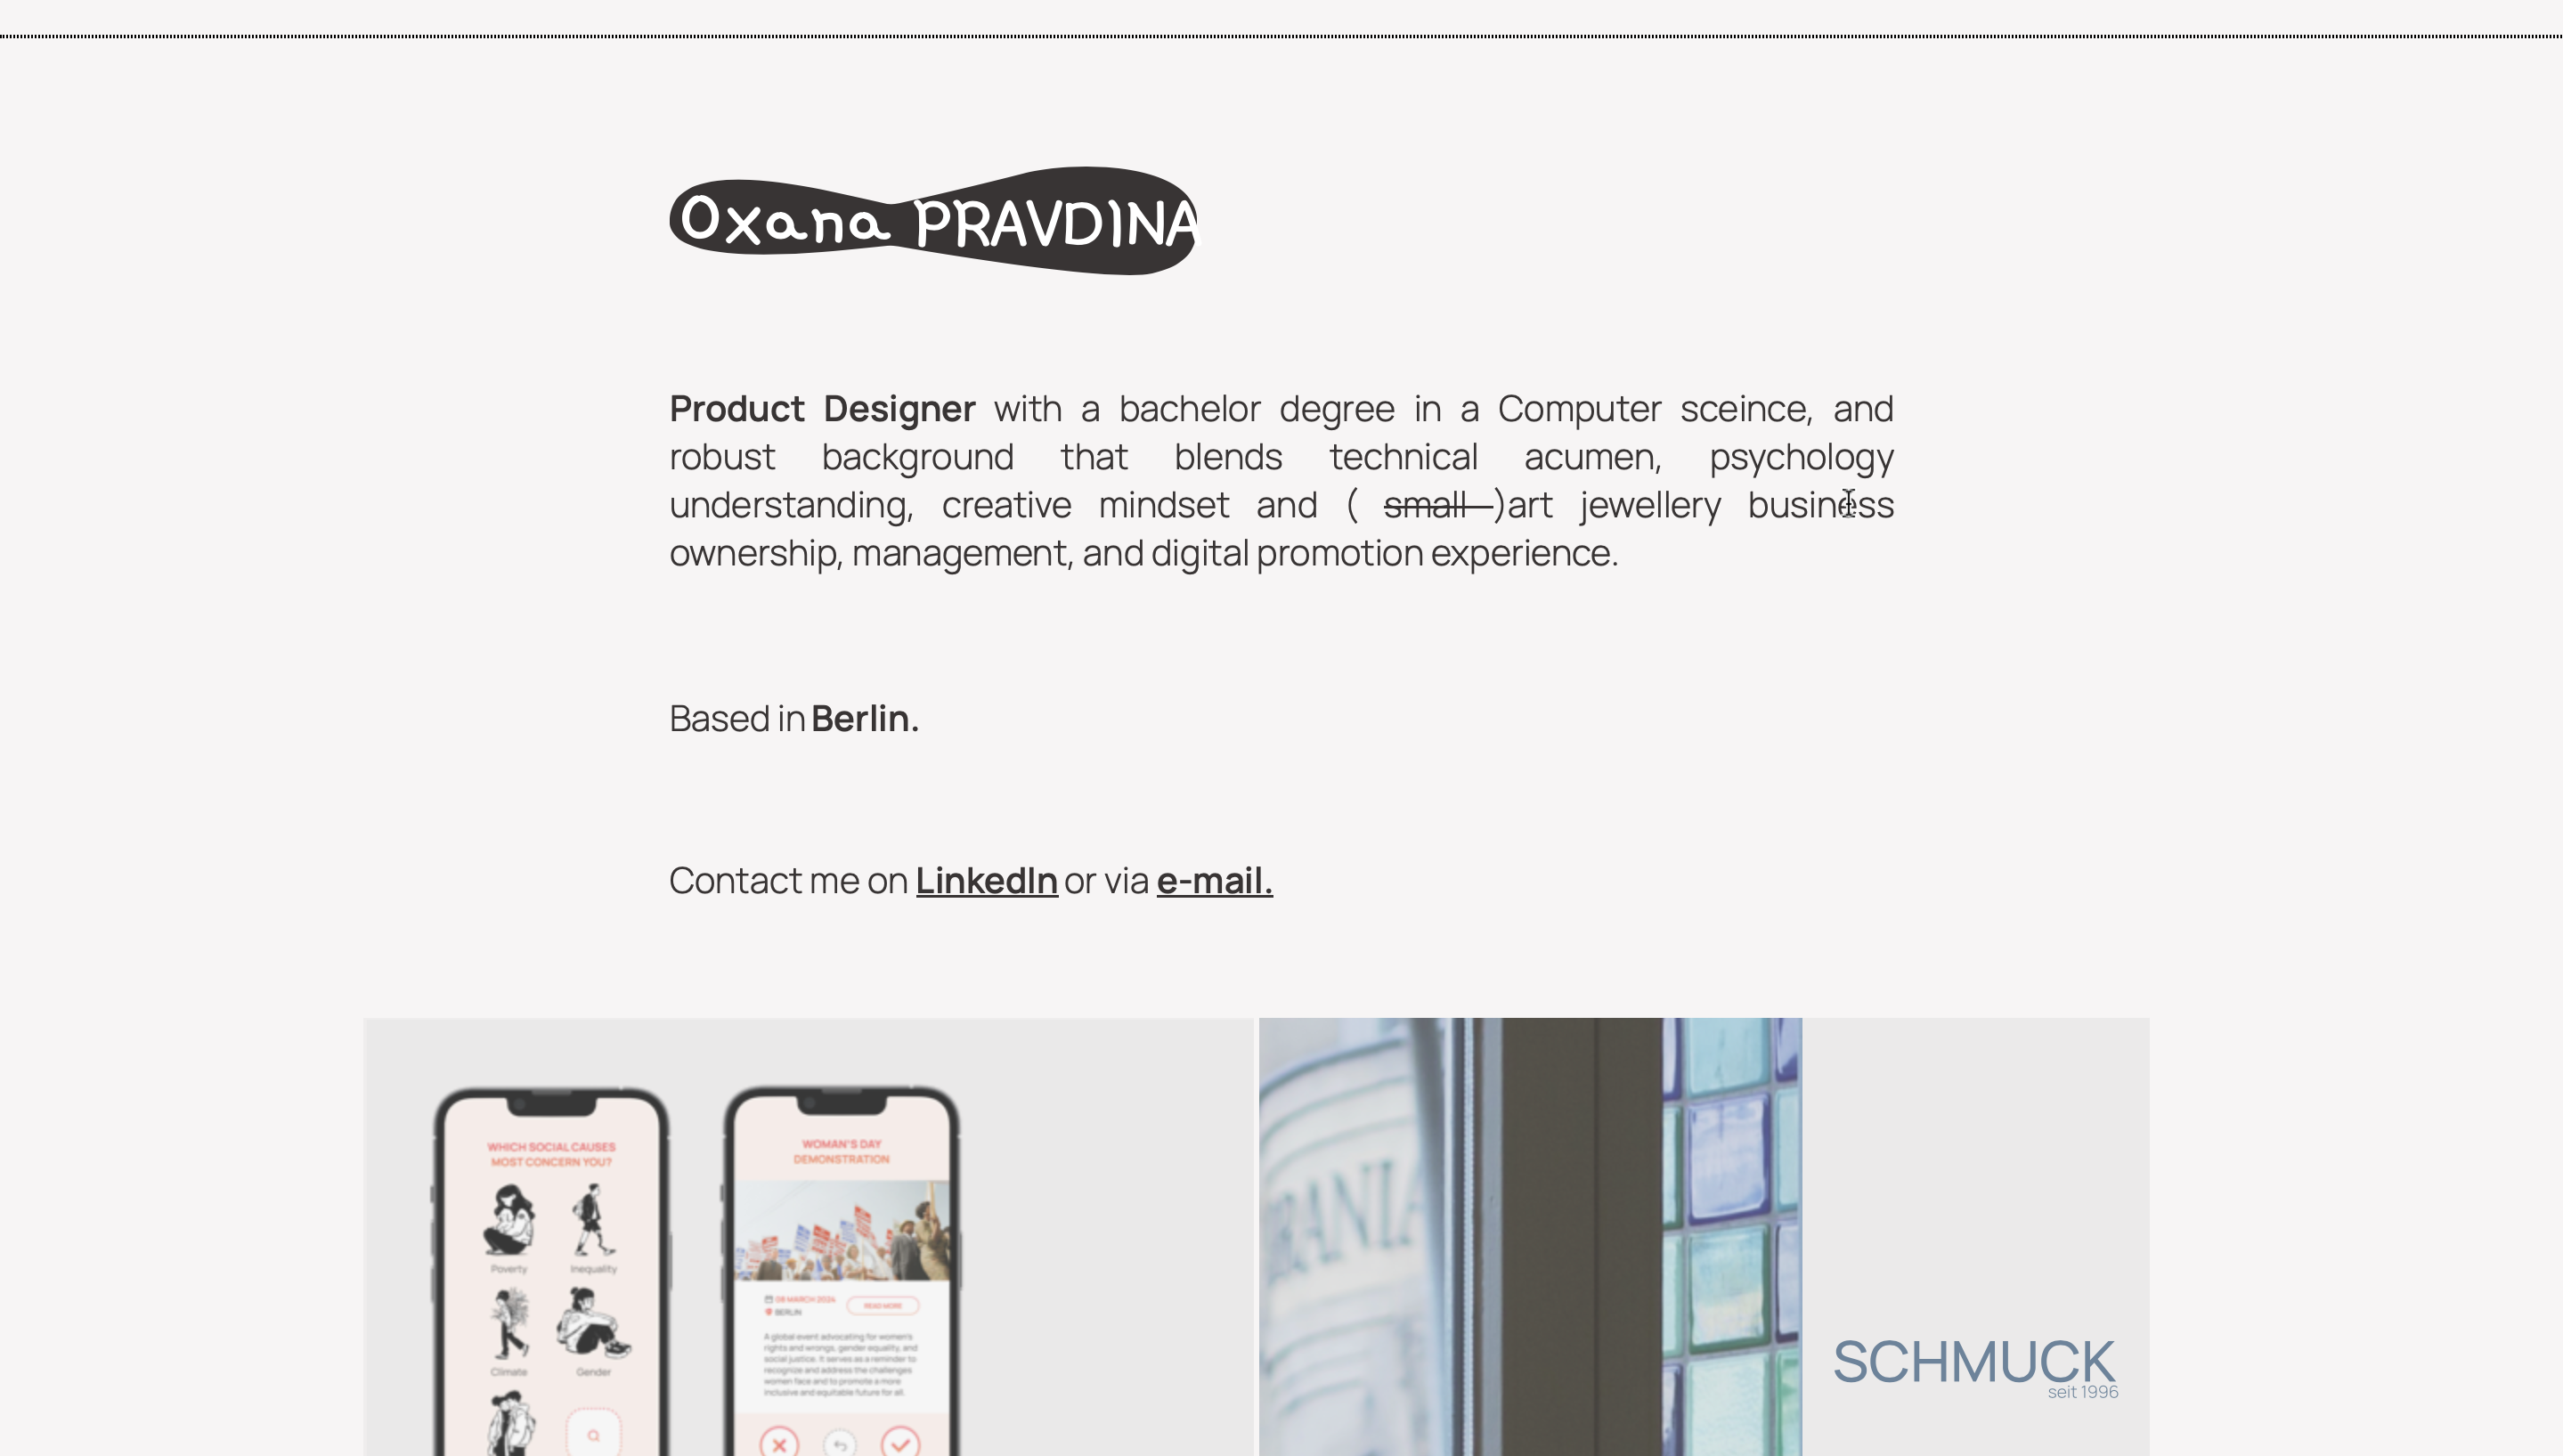 Oxana PRAVDINA
Product Designer with a bachelor degree in a Computer sceince, and
robust background that blends technical acumen, psychology
understanding, creative mindset and ( small )art jewellery business
ownership, management, and digital promotion experience.
Based in Berlin.
Contact me on LinkedIn or via e-mail.
WHICH SOCIAL CAUSES
MOST CONCERN YOU?
Poverty
Inequality
Climate
Gender
WOMAN'S DAY
DEMONSTRATION
08 MARCH 2024
BERLIN
READ MORE
A global event advocating for women's
rights and wrongs, gender equality, and
social justice. It serves as a reminder to
recognize and address the challenges
women face and to promote a more
inclusive and equitable future for all.
SCHMUCK
seit 1996